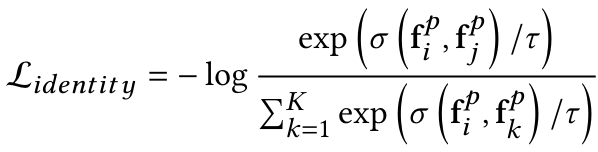 \mathcal{L}_{identity} = -\log \frac{\exp\left(\sigma\left(\mathbf{f}_i^p, \mathbf{f}_j^p\right)/\tau\right)}{\sum_{k=1}^{K} \exp\left(\sigma\left(\mathbf{f}_i^p, \mathbf{f}_k^p\right)/\tau\right)}